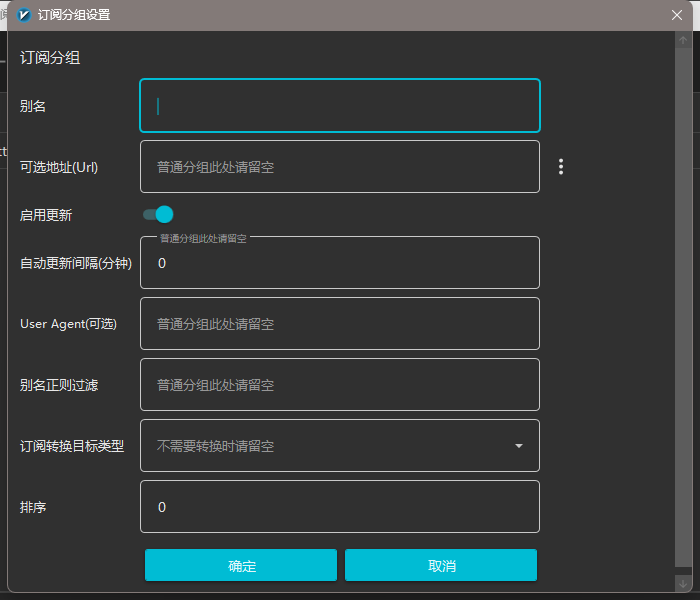 订阅分组设置
订阅分组
别名
可选地址(Url)
普通分组此处请留空
启用更新
普通分组此处请留空
自动更新间隔(分钟)
0
User Agent(可选)
普通分组此处请留空
别名正则过滤
普通分组此处请留空
订阅转换目标类型
不需要转换时请留空
排序
0
确定
取消